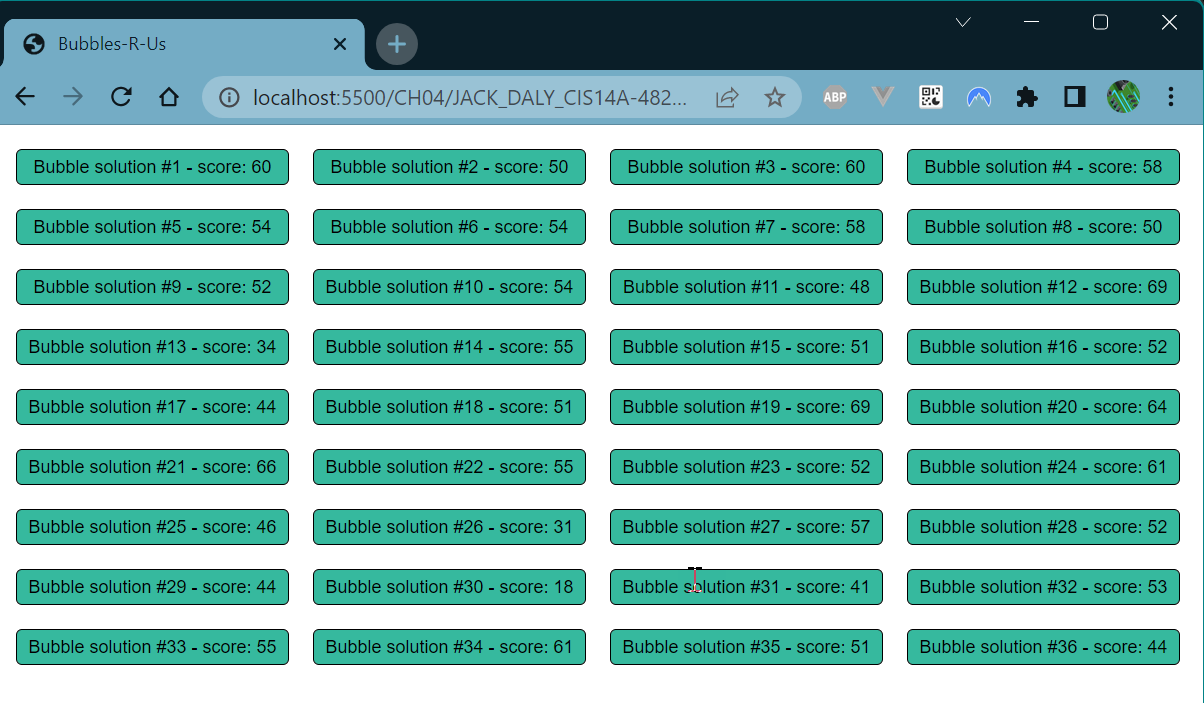 Bubbles-R-Us
localhost:5500/CH04/JACK_DALY_CIS14A-482...
ABP
Bubble solution #1 - score: 60
Bubble solution #2 - score: 50
Bubble solution #3 - score: 60
Bubble solution #4 - score: 58
Bubble solution #5 - score: 54
Bubble solution #6 - score: 54
Bubble solution #7 - score: 58
Bubble solution #8 - score: 50
Bubble solution #9 - score: 52
Bubble solution #10 - score: 54
Bubble solution #11 - score: 48
Bubble solution #12 - score: 69
Bubble solution #13 - score: 34
Bubble solution #14 - score: 55
Bubble solution #15 - score: 51
Bubble solution #16 - score: 52
Bubble solution #17 - score: 44
Bubble solution #18 - score: 51
Bubble solution #19 - score: 69
Bubble solution #20 - score: 64
Bubble solution #21 - score: 66
Bubble solution #22 - score: 55
Bubble solution #23 - score: 52
Bubble solution #24 - score: 61
Bubble solution #25 - score: 46
Bubble solution #26 - score: 31
Bubble solution #27 - score: 57
Bubble solution #28 - score: 52
Bubble solution #29 - score: 44
Bubble solution #30 - score: 18
Bubble solution #31 - score: 41
Bubble solution #32 - score: 53
Bubble solution #33 - score: 55
Bubble solution #34 - score: 61
Bubble solution #35 - score: 51
Bubble solution #36 - score: 44